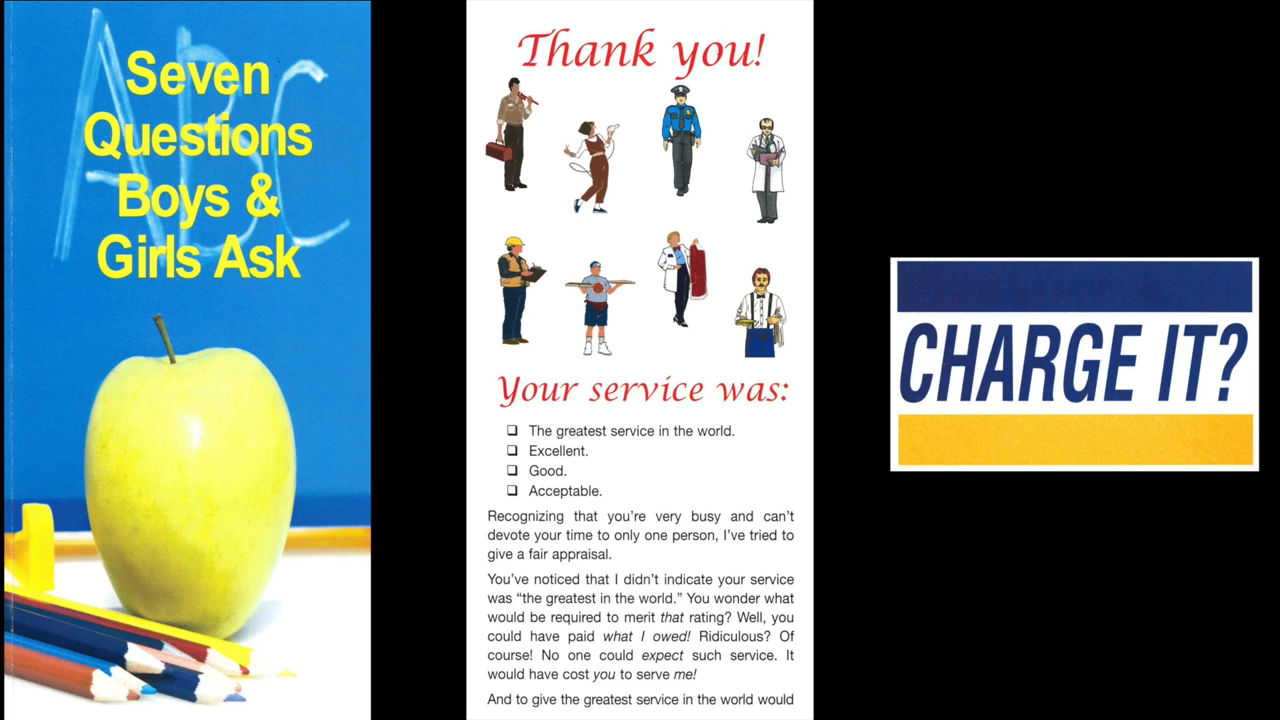 ABC
Seven
Questions
Boys &
Girls Ask
Thank you!
Your service was:
❑ The greatest service in the world.
❑ Excellent.
❑ Good.
❑ Acceptable.
Recognizing that you’re very busy and can’t
devote your time to only one person, I’ve tried to
give a fair appraisal.
You’ve noticed that I didn’t indicate your service
was “the greatest in the world.” You wonder what
would be required to merit that rating? Well, you
could have paid what I owed! Ridiculous? Of
course! No one could expect such service. It
would have cost you to serve me!
And to give the greatest service in the world would
CHARGE IT?